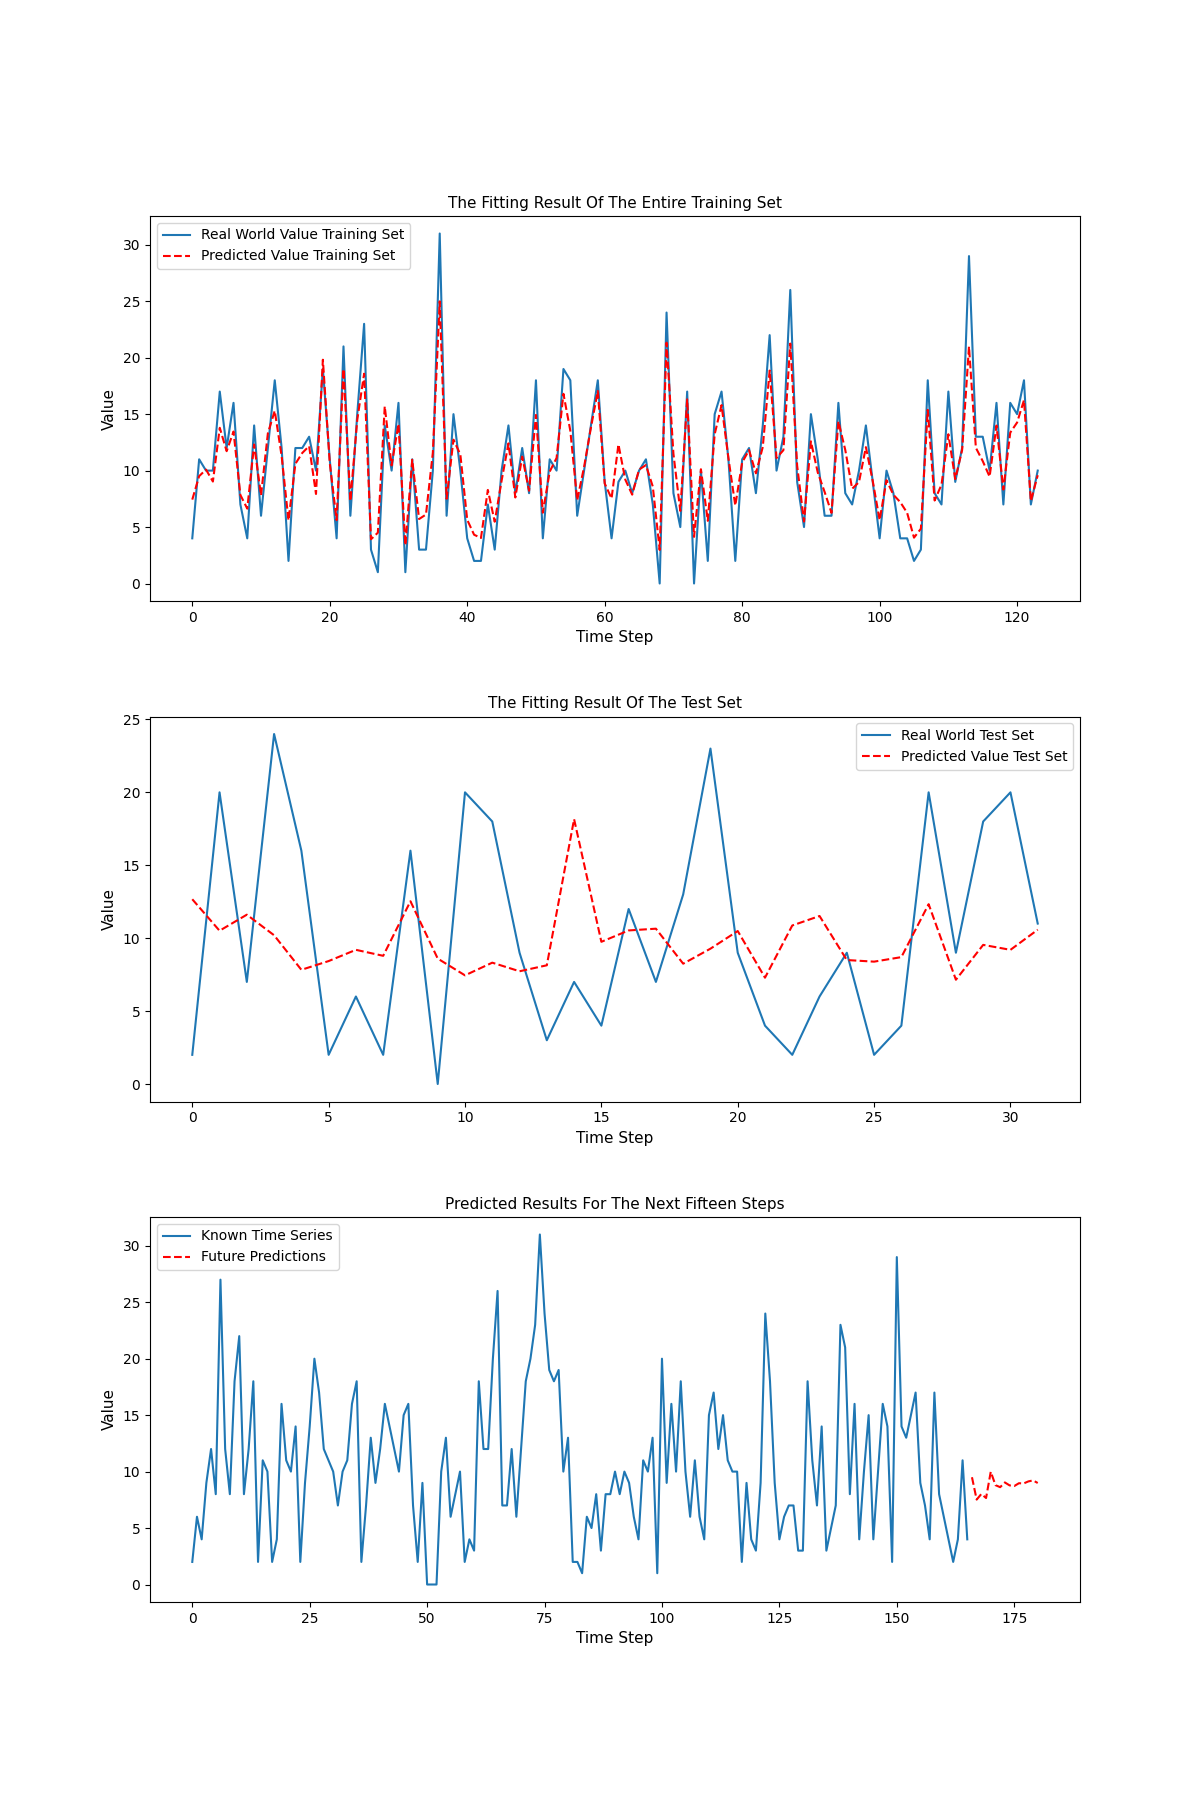 The Fitting Result Of The Entire Training Set
Real World Value Training Set
Predicted Value Training Set
Value
30
25
20
15
10
5
0
0 20 40 60 80 100 120
Time Step
The Fitting Result Of The Test Set
Real World Test Set
Predicted Value Test Set
Value
25
20
15
10
5
0
0 5 10 15 20 25 30
Time Step
Predicted Results For The Next Fifteen Steps
Known Time Series
Future Predictions
Value
30
25
20
15
10
5
0
0 25 50 75 100 125 150 175
Time Step